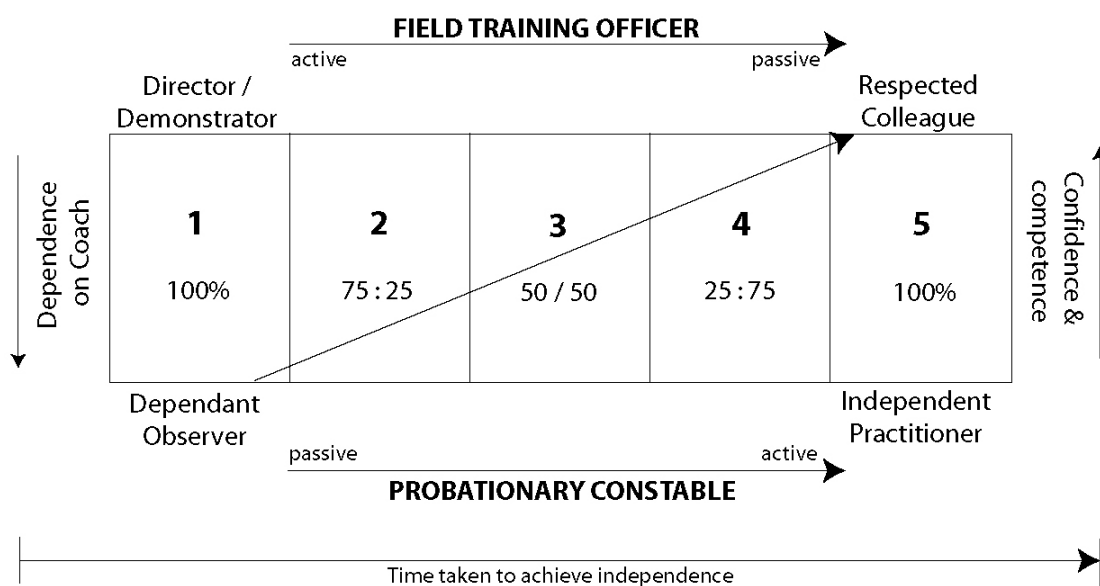 FIELD TRAINING OFFICER
active
passive
Director /
Demonstrator
Respected
Colleague
Dependence
on Coach
1
2
3
4
5
100%
75 : 25
50 / 50
25 : 75
100%
Confidence &
competence
Dependant
Observer
Independent
Practitioner
passive
active
PROBATIONARY CONSTABLE
Time taken to achieve independence